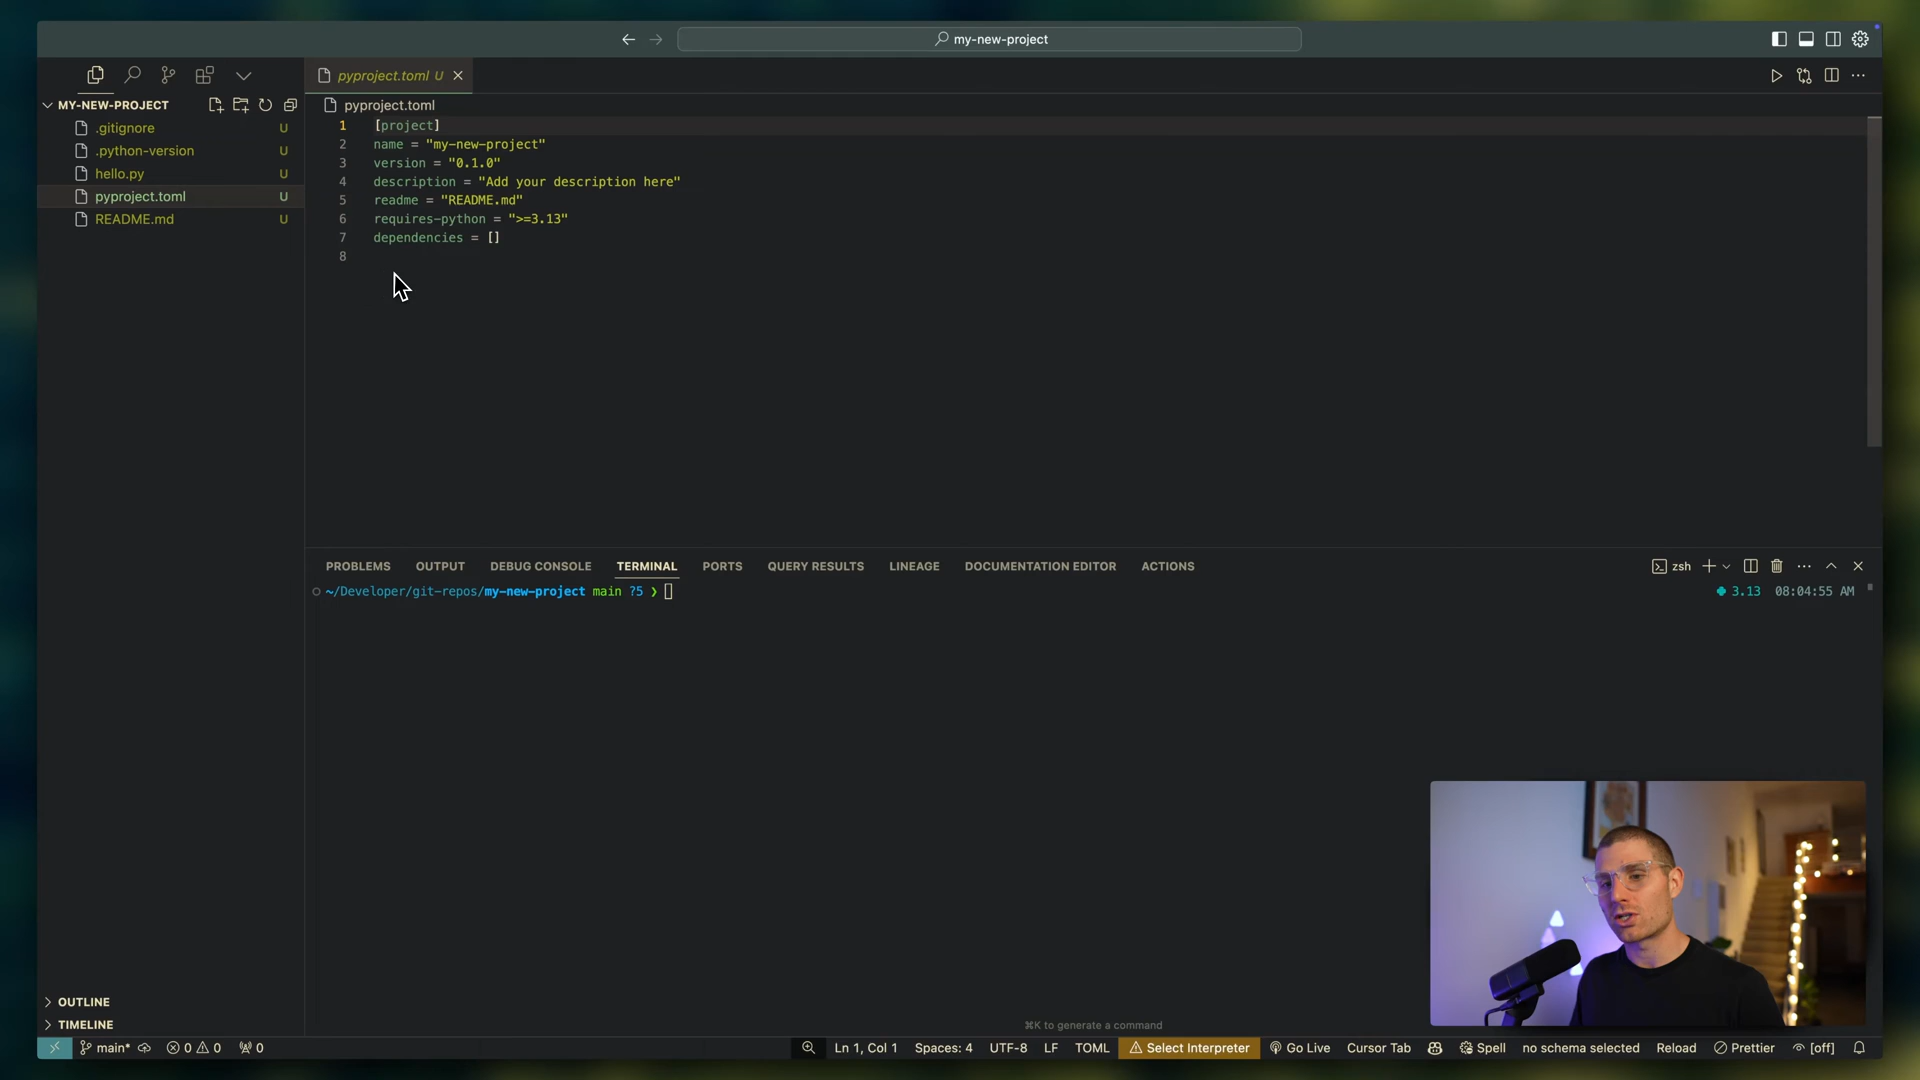 my-new-project
MY-NEW-PROJECT
.gitignore U
.python-version U
hello.py U
pyproject.toml U
README.md U
pyproject.toml U
pyproject.toml
1 [project]
2 name = "my-new-project"
3 version = "0.1.0"
4 description = "Add your description here"
5 readme = "README.md"
6 requires-python = ">=3.13"
7 dependencies = []
8
PROBLEMS OUTPUT DEBUG CONSOLE TERMINAL PORTS QUERY RESULTS LINEAGE DOCUMENTATION EDITOR ACTIONS
zsh
~/Developer/git-repos/my-new-project main ?5 ❯
3.13 08:04:55 AM
⌘K to generate a command
OUTLINE
TIMELINE
main* 0 0 0 Ln 1, Col 1 Spaces: 4 UTF-8 LF TOML Select Interpreter Go Live Cursor Tab Spell no schema selected Reload Prettier [off]